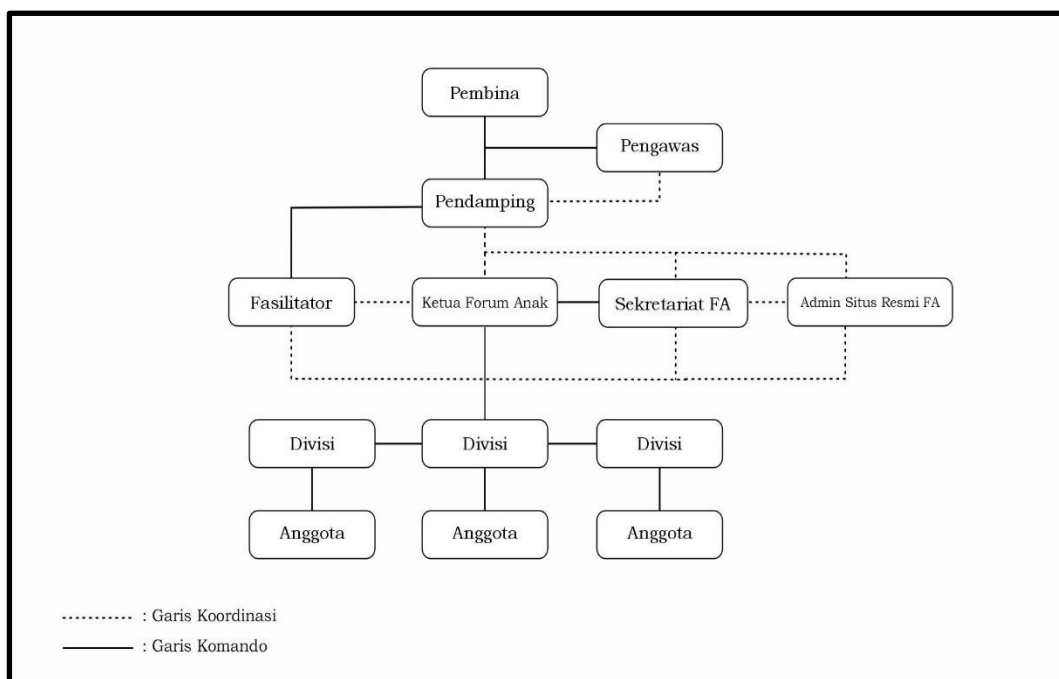 Pembina
Pengawas
Pendamping
Fasilitator
Ketua Forum Anak
Sekretariat FA
Admin Situs Resmi FA
Divisi
Divisi
Divisi
Anggota
Anggota
Anggota
: Garis Koordinasi
: Garis Komando